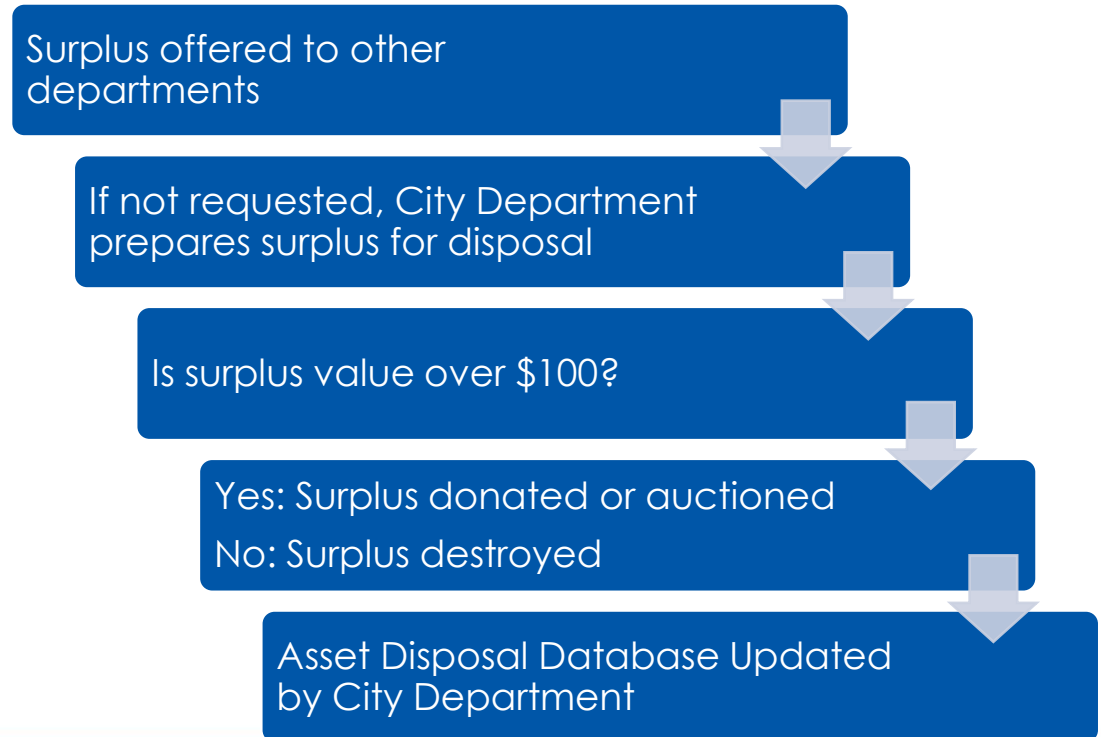 Surplus offered to other
departments
If not requested, City Department
prepares surplus for disposal
Is surplus value over $100?
Yes: Surplus donated or auctioned
No: Surplus destroyed
Asset Disposal Database Updated
by City Department